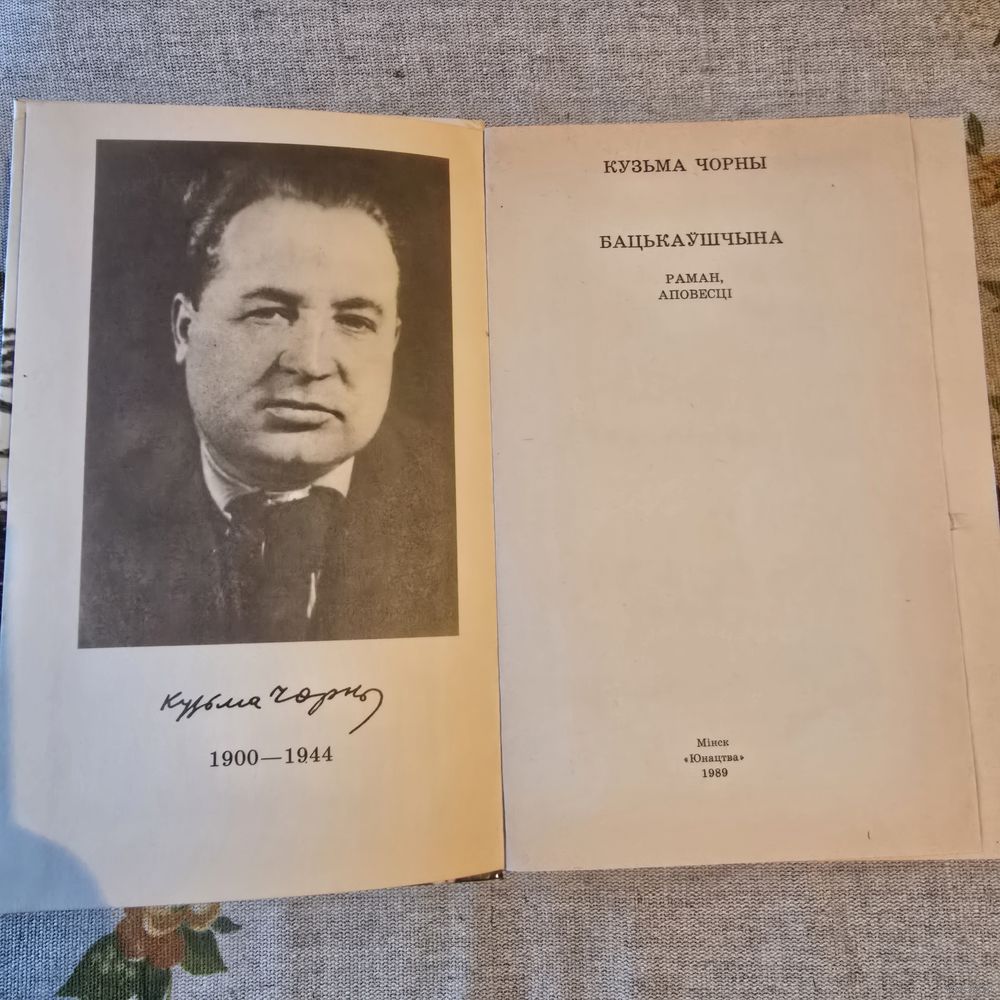 Кузьма Чорны
1900—1944
КУЗЬМА ЧОРНЫ
БАЦЬКАЎШЧЫНА
РАМАН,
АПОВЕСЦІ
Мінск
«Юнацтва»
1989